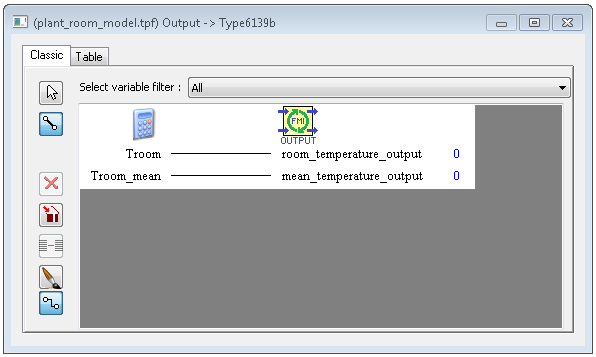 (plant_room_model.tpf) Output -> Type6139b
Classic Table
Select variable filter : All
FMI
OUTPUT
Troom room_temperature_output 0
Troom_mean mean_temperature_output 0